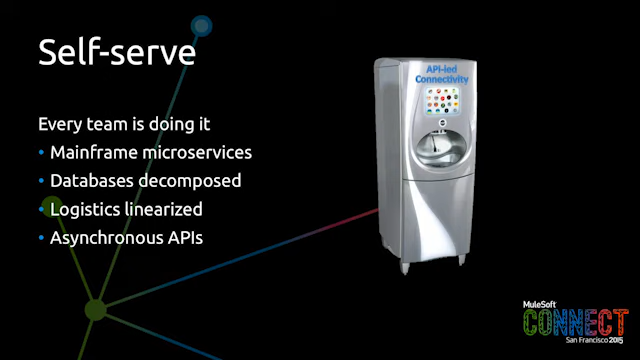 Self-serve
Every team is doing it
• Mainframe microservices
• Databases decomposed
• Logistics linearized
• Asynchronous APIs
API-led
Connectivity
MuleSoft
CONNECT
San Francisco 2015